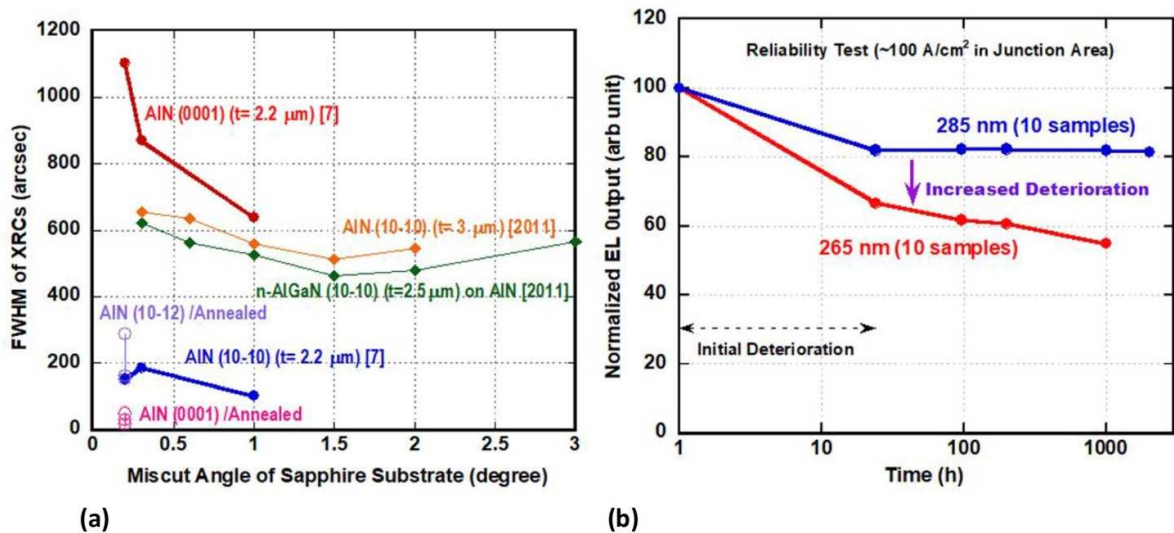 1200
1000
800
600
400
200
0
FWHM of XRCs (arcsec)
AlN (0001) (t= 2.2 μm) [7]
AlN (10-10) (t= 3 μm) [2011]
n-AlGaN (10-10) (t=2.5 μm) on AlN [2011]
AlN (10-12) /Annealed
AlN (10-10) (t= 2.2 μm) [7]
AlN (0001) /Annealed
0 0.5 1 1.5 2 2.5 3
Miscut Angle of Sapphire Substrate (degree)
(a)
120
100
80
60
40
20
0
Normalized EL Output (arb unit)
Reliability Test (~100 A/cm² in Junction Area)
285 nm (10 samples)
Increased Deterioration
265 nm (10 samples)
Initial Deterioration
1 10 100 1000
Time (h)
(b)